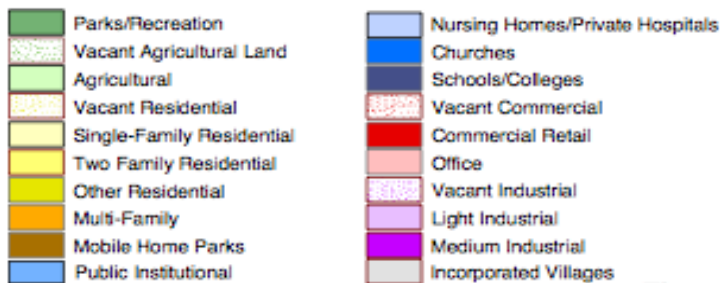 Parks/Recreation
Vacant Agricultural Land
Agricultural
Vacant Residential
Single-Family Residential
Two Family Residential
Other Residential
Multi-Family
Mobile Home Parks
Public Institutional
Nursing Homes/Private Hospitals
Churches
Schools/Colleges
Vacant Commercial
Commercial Retail
Office
Vacant Industrial
Light Industrial
Medium Industrial
Incorporated Villages